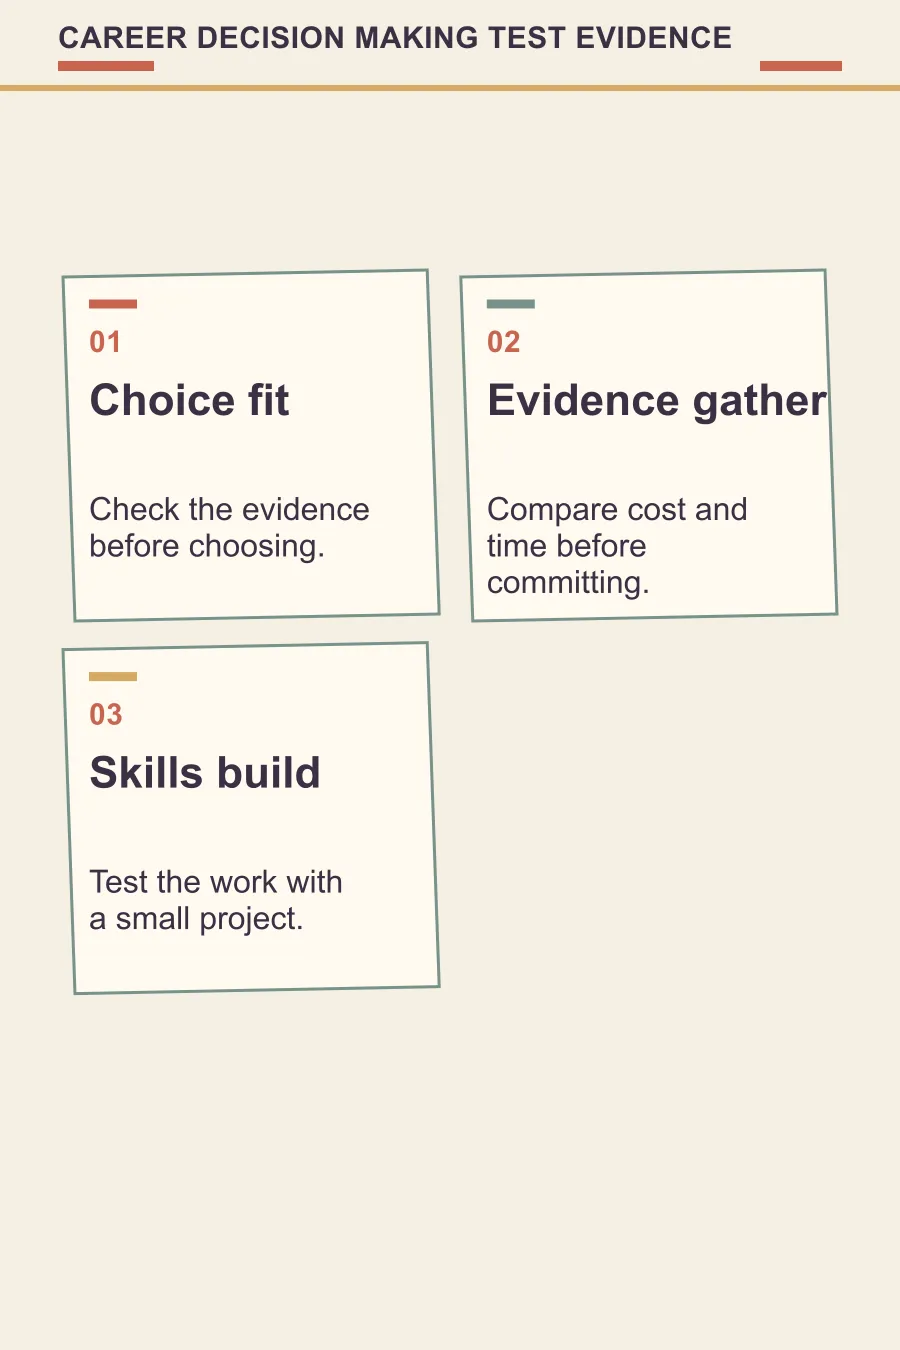 CAREER DECISION MAKING TEST EVIDENCE
01
Choice fit
Check the evidence
before choosing.
02
Evidence gather
Compare cost and
time before
committing.
03
Skills build
Test the work with
a small project.